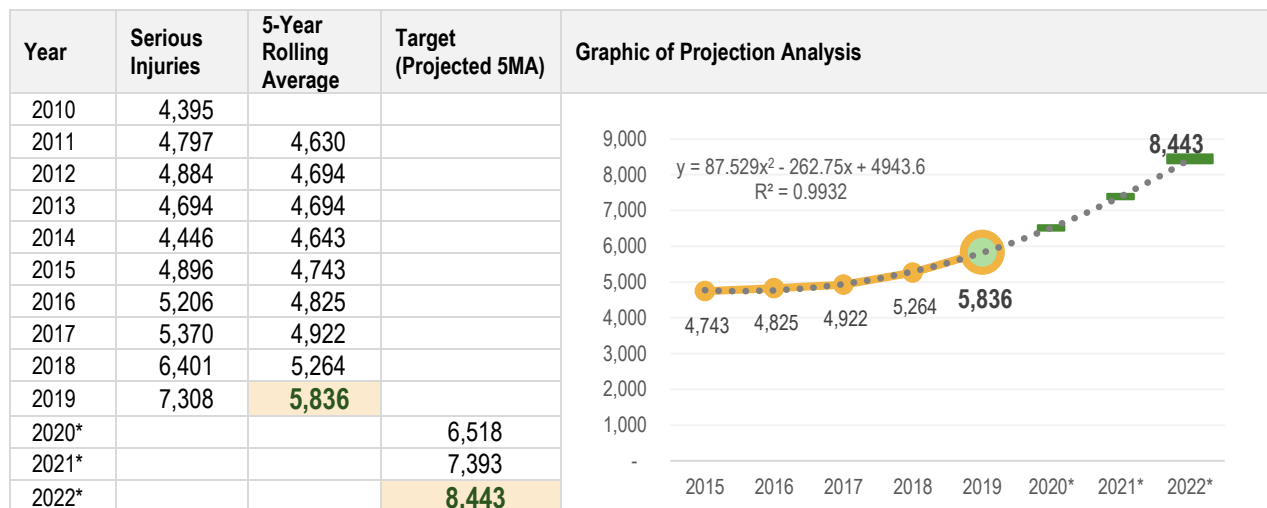 Year Serious Injuries 5-Year Rolling Average Target (Projected 5MA) Graphic of Projection Analysis
2010 4,395
2011 4,797 4,630
2012 4,884 4,694
2013 4,694 4,694
2014 4,446 4,643
2015 4,896 4,743
2016 5,206 4,825
2017 5,370 4,922
2018 6,401 5,264
2019 7,308 5,836
2020* 6,518
2021* 7,393
2022* 8,443
9,000
8,000
7,000
6,000
5,000
4,000
3,000
2,000
1,000
-
y = 87.529x² - 262.75x + 4943.6
R² = 0.9932
8,443
4,743 4,825 4,922 5,264 5,836
2015 2016 2017 2018 2019 2020* 2021* 2022*